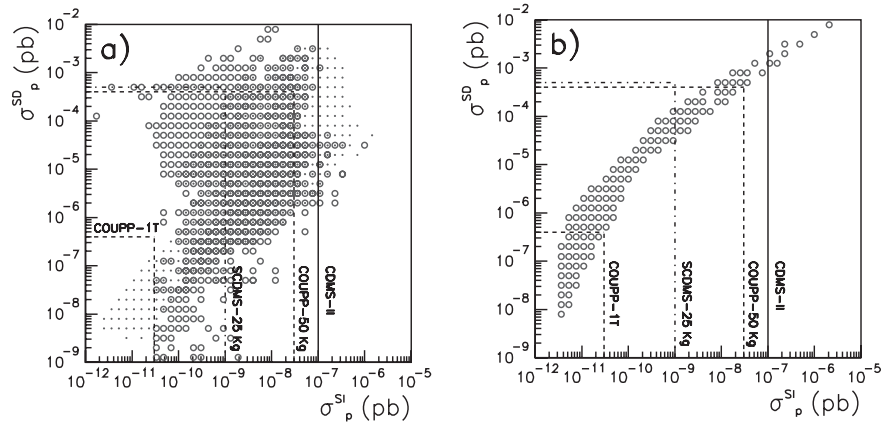 a)
σ^SD_p (pb)
10^-2
10^-3
10^-4
10^-5
10^-6
10^-7
10^-8
10^-9
COUPP-1T
SCDMS-25 Kg
COUPP-50 Kg
CDMS-II
10^-12 10^-11 10^-10 10^-9 10^-8 10^-7 10^-6 10^-5
σ^SI_p (pb)
b)
σ^SD_p (pb)
10^-2
10^-3
10^-4
10^-5
10^-6
10^-7
10^-8
10^-9
COUPP-1T
SCDMS-25 Kg
COUPP-50 Kg
CDMS-II
10^-12 10^-11 10^-10 10^-9 10^-8 10^-7 10^-6 10^-5
σ^SI_p (pb)